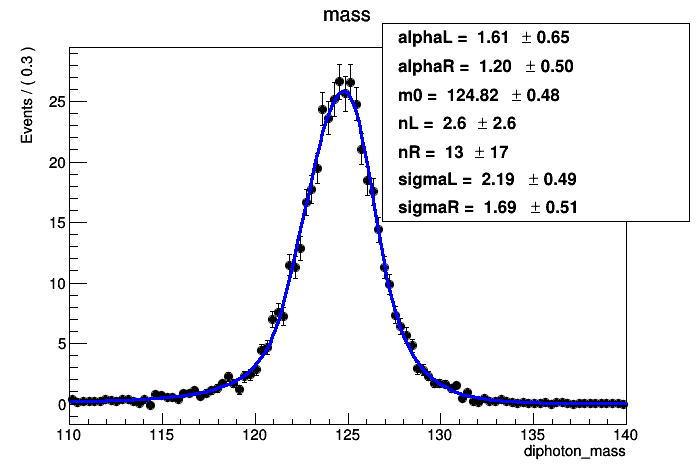 mass
alphaL = 1.61 ± 0.65
alphaR = 1.20 ± 0.50
m0 = 124.82 ± 0.48
nL = 2.6 ± 2.6
nR = 13 ± 17
sigmaL = 2.19 ± 0.49
sigmaR = 1.69 ± 0.51
Events / ( 0.3 )
25
20
15
10
5
0
110 115 120 125 130 135 140
diphoton_mass